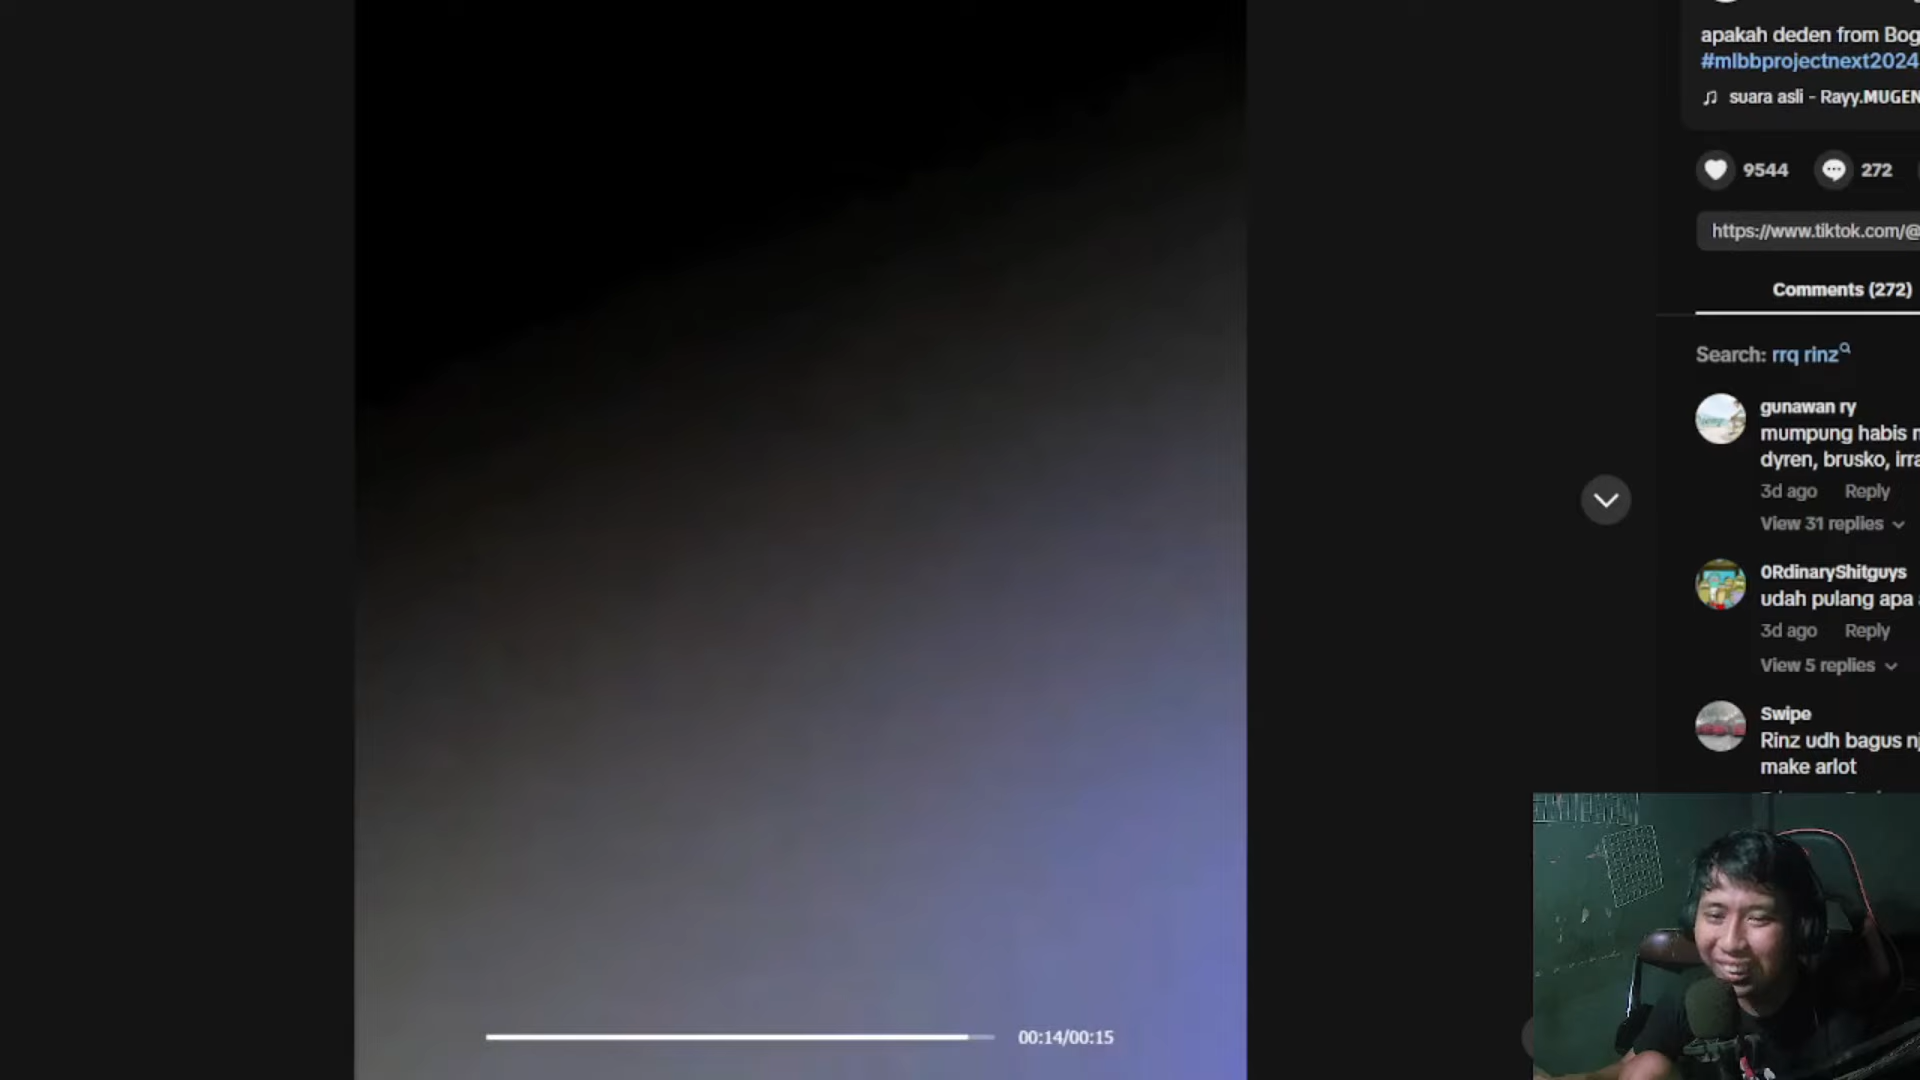 apakah deden from Bog
#mlbbprojectnext2024
suara asli - Rayy.MUGEN
9544
272
https://www.tiktok.com/@
Comments (272)
Search: rrq rinz
gunawan ry
mumpung habis
dyren, brusko,
3d ago Reply
View 31 replies
0RdinaryShitguys
udah pulang apa
3d ago Reply
View 5 replies
Swipe
Rinz udh bagus
make arlot
00:14/00:15